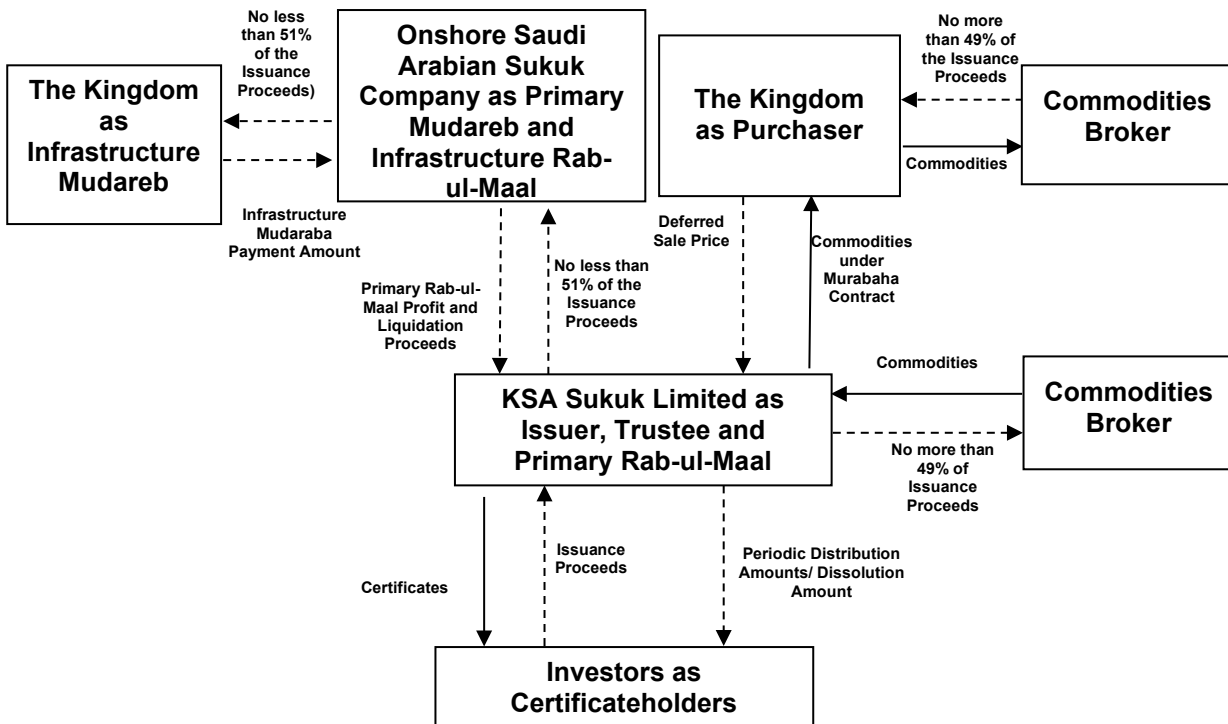 No less
than 51%
of the
Issuance
Proceeds)
The Kingdom
as
Infrastructure
Mudareb
Infrastructure
Mudaraba
Payment Amount
Onshore Saudi
Arabian Sukuk
Company as Primary
Mudareb and
Infrastructure Rab-
ul-Maal
The Kingdom
as Purchaser
No more
than 49% of
the Issuance
Proceeds
Commodities
Commodities
Broker
Primary Rab-ul-
Maal Profit and
Liquidation
Proceeds
No less than
51% of the
Issuance
Proceeds
Deferred
Sale Price
Commodities
under
Murabaha
Contract
KSA Sukuk Limited as
Issuer, Trustee and
Primary Rab-ul-Maal
Commodities
No more than
49% of
Issuance
Proceeds
Commodities
Broker
Certificates
Issuance
Proceeds
Periodic Distribution
Amounts/ Dissolution
Amount
Investors as
Certificateholders